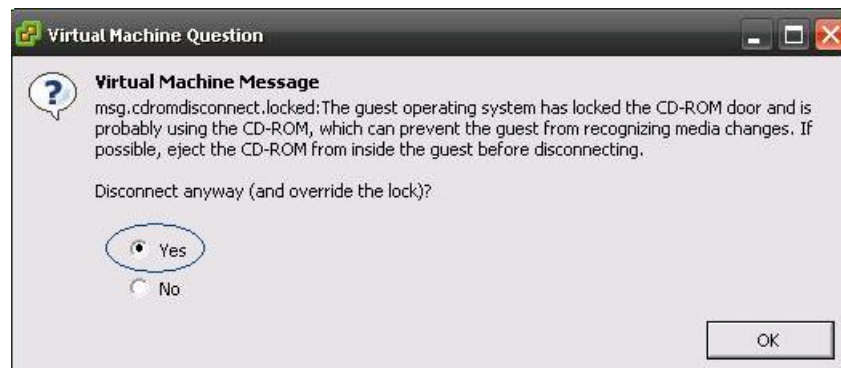 Virtual Machine Question
Virtual Machine Message
msg.cdromdisconnect.locked:The guest operating system has locked the CD-ROM door and is
probably using the CD-ROM, which can prevent the guest from recognizing media changes. If
possible, eject the CD-ROM from inside the guest before disconnecting.
Disconnect anyway (and override the lock)?
Yes
No
OK